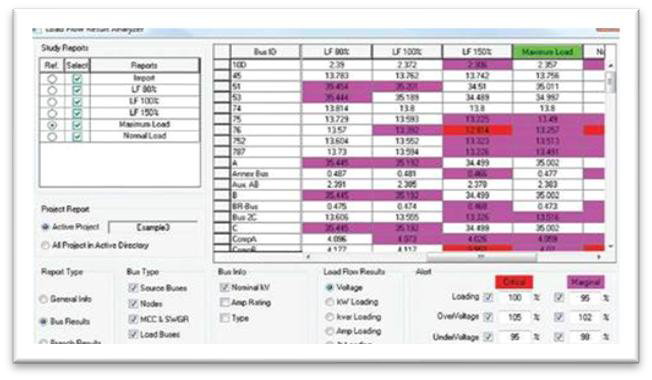 Load Flow Result Analyzer
Study Reports
Ref. Select Reports
Import
LF 80%
LF 100%
LF 150%
Maximum Load
Normal Load
Project Report
Active Project Example3
All Project in Active Directory
Report Type
General Info
Bus Results
Branch Results
Bus Type
Source Buses
Nodes
MCC & SWGR
Load Buses
Bus ID LF 80% LF 100% LF 150% Maximum Load
10D 2.39 2.372 2.306 2.357
45 13.783 13.762 13.742 13.756
51 35.454 35.201 34.51 35.011
53 35.444 35.189 34.489 34.997
74 13.814 13.8 13.8 13.8
75 13.729 13.593 13.225 13.49
76 13.57 13.392 12.914 13.257
752 13.604 13.552 13.323 13.513
787 13.73 13.594 13.226 13.491
A 35.445 35.192 34.499 35.002
Annex Bus 0.487 0.481 0.466 0.477
Aux. AB 2.391 2.385 2.370 2.383
B 35.445 35.192 34.499 35.002
BR-Bus 0.475 0.474 0.468 0.473
Bus 2C 13.606 13.555 13.326 13.516
C 35.445 35.192 34.499 35.002
CompA 4.096 4.073 4.026 4.059
4.177 4.117
Bus Info
Nominal kV
Amp Rating
Type
Load Flow Results
Voltage
kW Loading
kvar Loading
Amp Loading
Alert
Critical Marginal
Loading 100 % 95 %
OverVoltage 105 % 102 %
UnderVoltage 95 % 98 %